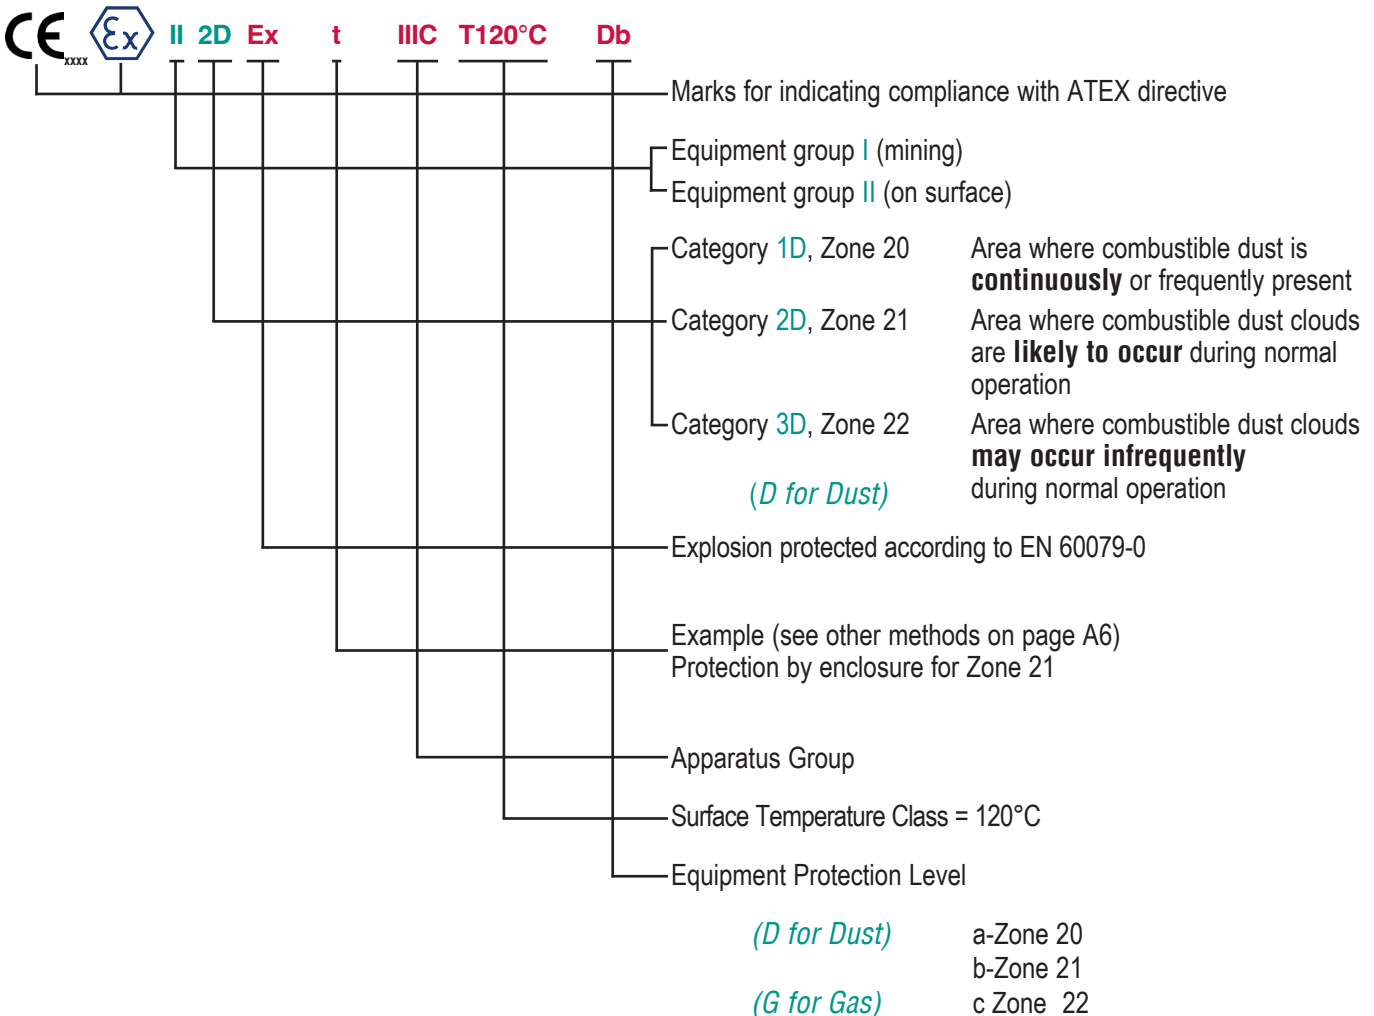 CE xxxx Ex II 2D Ex t IIIC T120°C Db
Marks for indicating compliance with ATEX directive
Equipment group I (mining)
Equipment group II (on surface)
Category 1D, Zone 20 Area where combustible dust is
continuously or frequently present
Category 2D, Zone 21 Area where combustible dust clouds
are likely to occur during normal
operation
Category 3D, Zone 22 Area where combustible dust clouds
may occur infrequently
(D for Dust) during normal operation
Explosion protected according to EN 60079-0
Example (see other methods on page A6)
Protection by enclosure for Zone 21
Apparatus Group
Surface Temperature Class = 120°C
Equipment Protection Level
(D for Dust) a-Zone 20
b-Zone 21
(G for Gas) c Zone 22